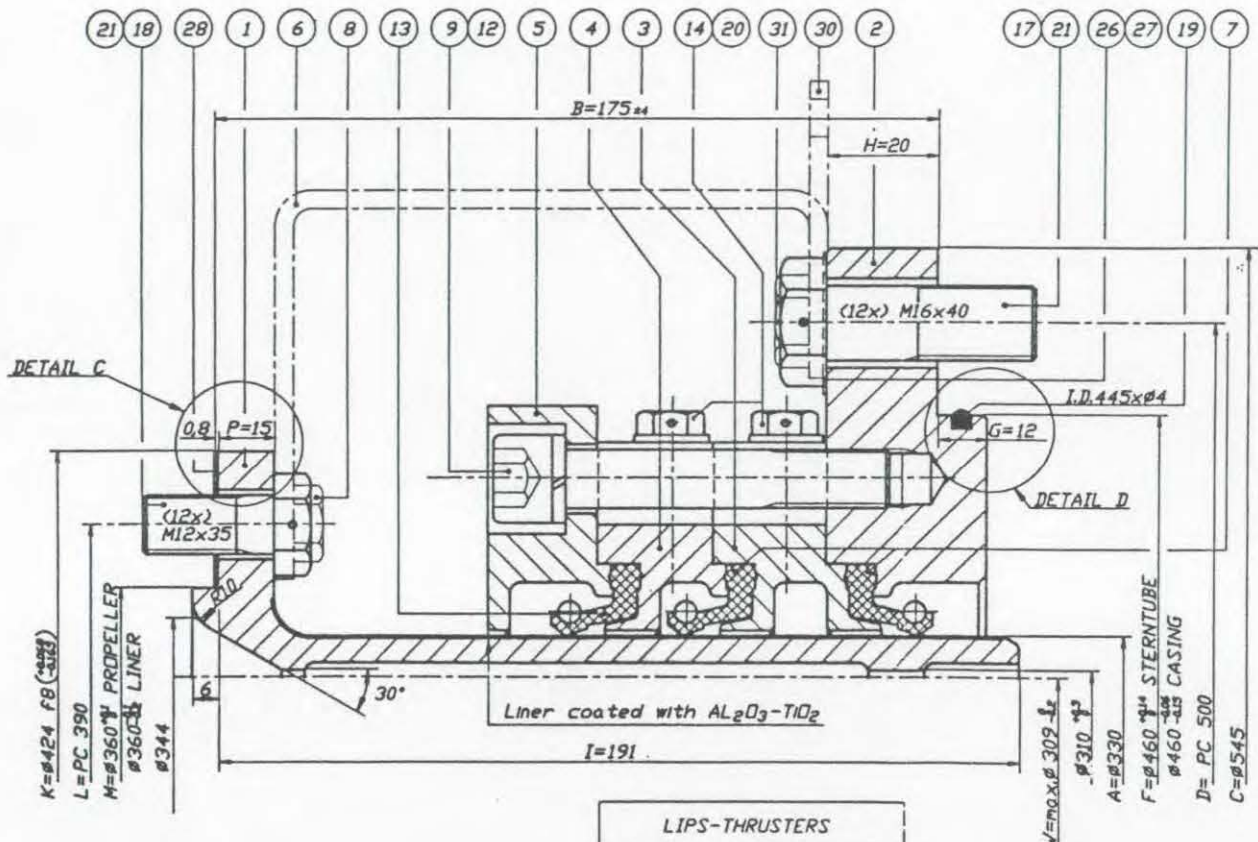 21 18 28 1 6 8 13 9 12 5 4 3 14 20 31 30 2 17 21 26 27 19 7
B=175±4
H=20
(12x) M16x40
DETAIL C
I.D.445xø4
0,8 P=15
G=12
DETAIL D
(12x)
M12x35
6
30°
Liner coated with AL2O3-TiO2
I=191
K=ø424 F8
L=PC 390
M=ø360 PROPELLER
ø360 LINER
ø344
V=max.ø 309
ø310
A=ø330
F=ø460 STERNTUBE
ø460 CASING
D= PC 500
C=ø545
LIPS-THRUSTERS